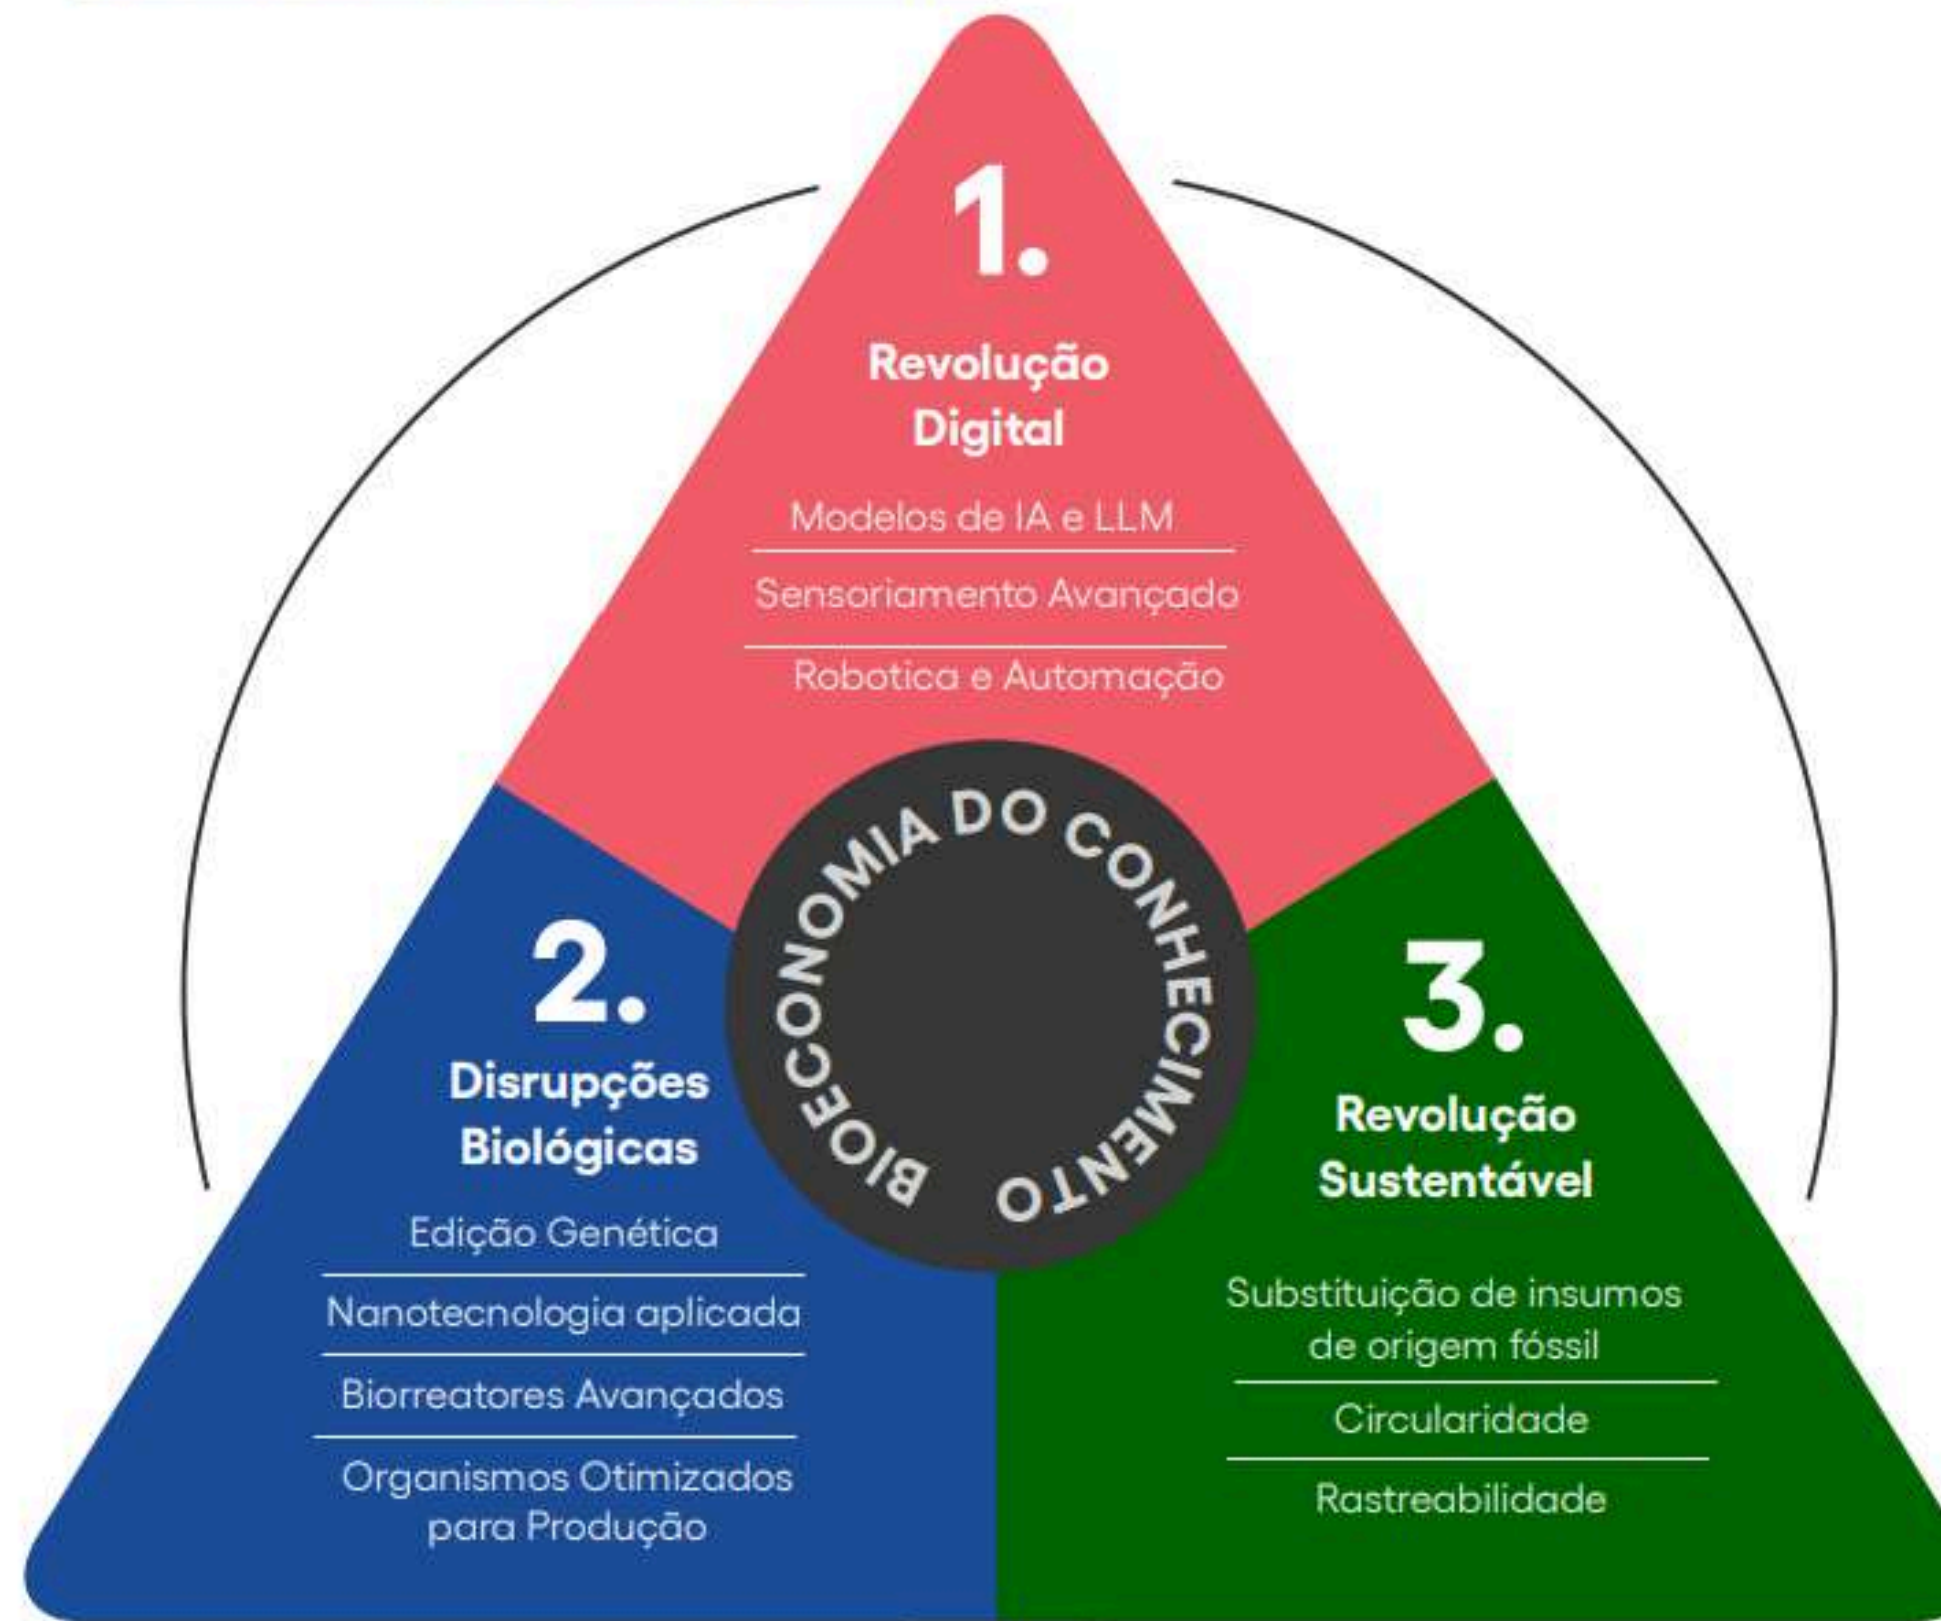 1.
Revolução
Digital
Modelos de IA e LLM
Sensoriamento Avançado
Robotica e Automação
BIOECONOMIA DO CONHECIMENTO
2.
Disrupções
Biológicas
Edição Genética
Nanotecnologia aplicada
Biorreatores Avançados
Organismos Otimizados
para Produção
3.
Revolução
Sustentável
Substituição de insumos
de origem fóssil
Circularidade
Rastreabilidade